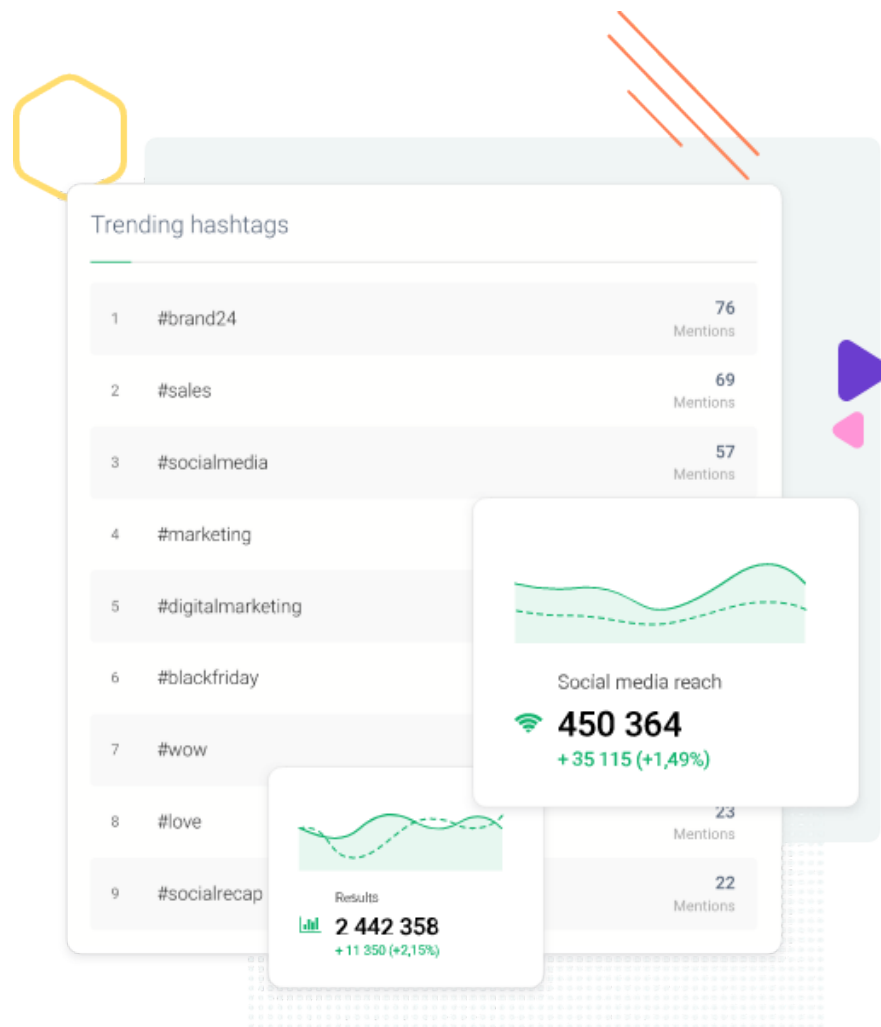 Trending hashtags
1 #brand24 76
Mentions
2 #sales 69
Mentions
3 #socialmedia 57
Mentions
4 #marketing
5 #digitalmarketing
6 #blackfriday
7 #wow
8 #love 23
Mentions
9 #socialrecap 22
Mentions
Social media reach
450 364
+ 35 115 (+1,49%)
Results
2 442 358
+ 11 350 (+2,15%)